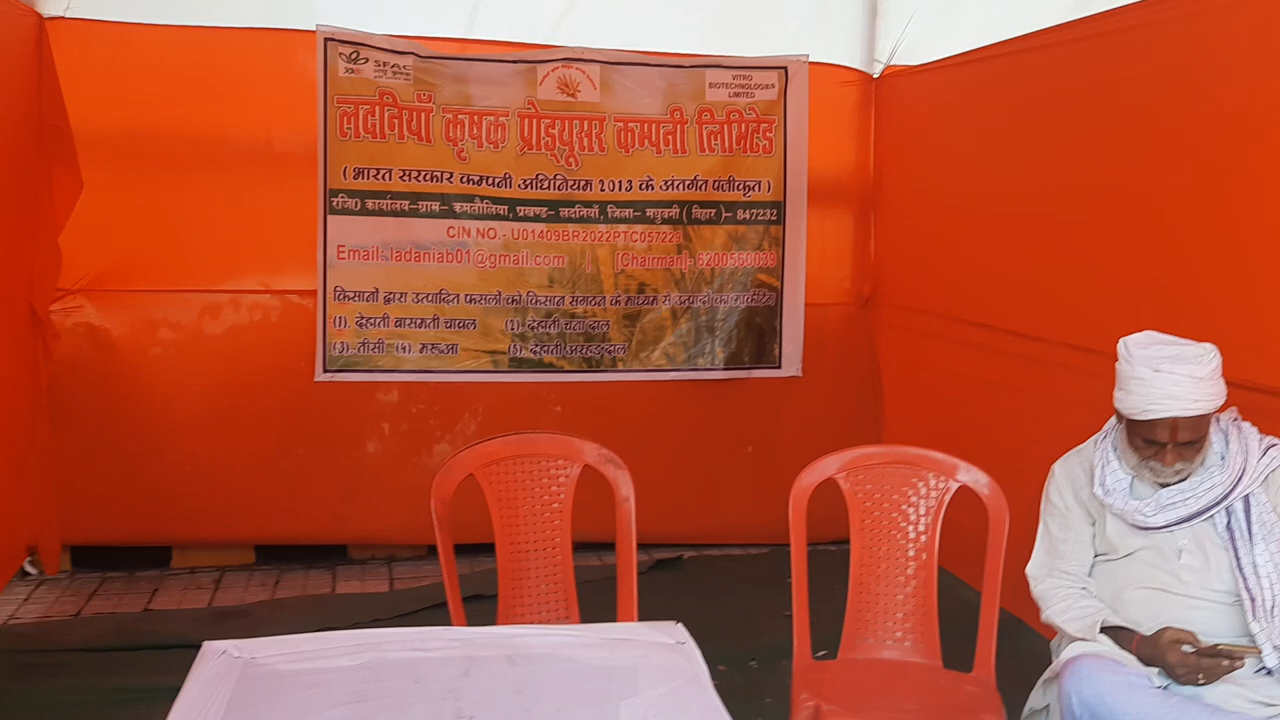 SFAC
लघु कृषक
VITRO
BIOTECHNOLOGIES
LIMITED
लदनियाँ कृषक प्रोड्यूसर कम्पनी लिमिटेड
(भारत सरकार कम्पनी अधिनियम 2013 के अंतर्गत पंजीकृत)
रजि0 कार्यालय-ग्राम- कमतौलिया, प्रखण्ड- लदनियाँ, जिला- मधुबनी ( बिहार )- 847232
CIN NO.- U01409BR2022PTC057229
Email: ladaniab01@gmail.com | [Chairman]- 6200560039
किसानों द्वारा उत्पादित फसलों को किसान संगठन के माध्यम से उत्पादों का मार्केटिंग
(1). देहाती बासमती चावल (2). देहाती चना दाल
(3). तीसी (4). मरूआ (5). देहाती अरहड़ दाल